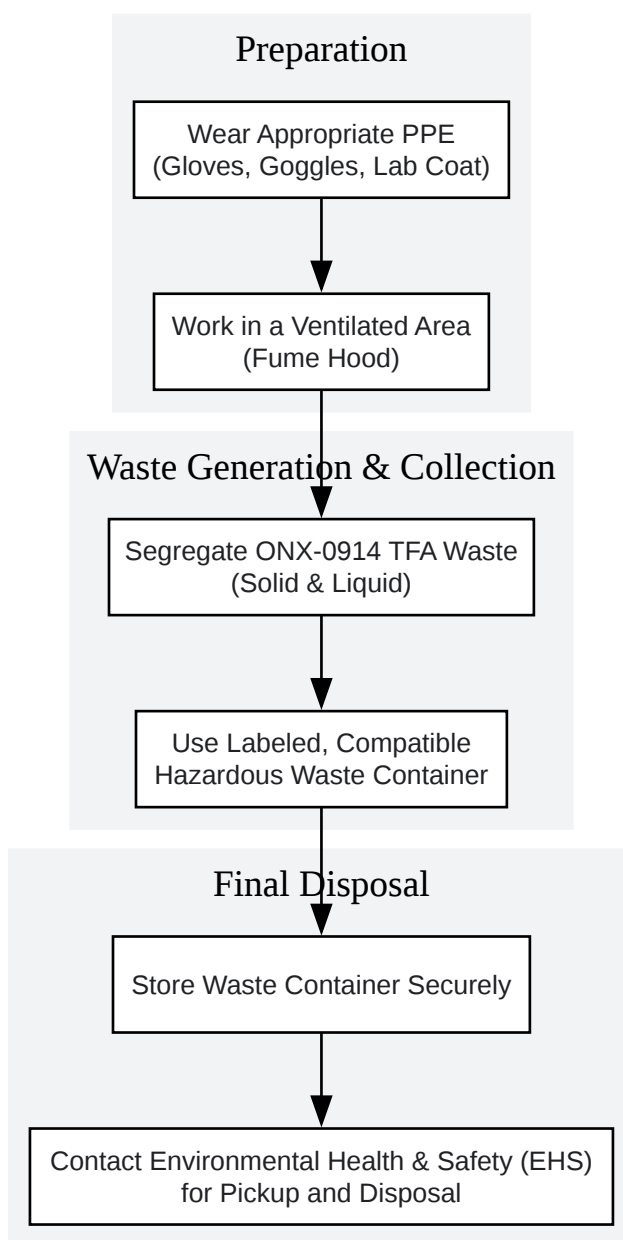 Preparation
Wear Appropriate PPE
(Gloves, Goggles, Lab Coat)
Work in a Ventilated Area
(Fume Hood)
Waste Generation & Collection
Segregate ONX-0914 TFA Waste
(Solid & Liquid)
Use Labeled, Compatible
Hazardous Waste Container
Final Disposal
Store Waste Container Securely
Contact Environmental Health & Safety (EHS)
for Pickup and Disposal